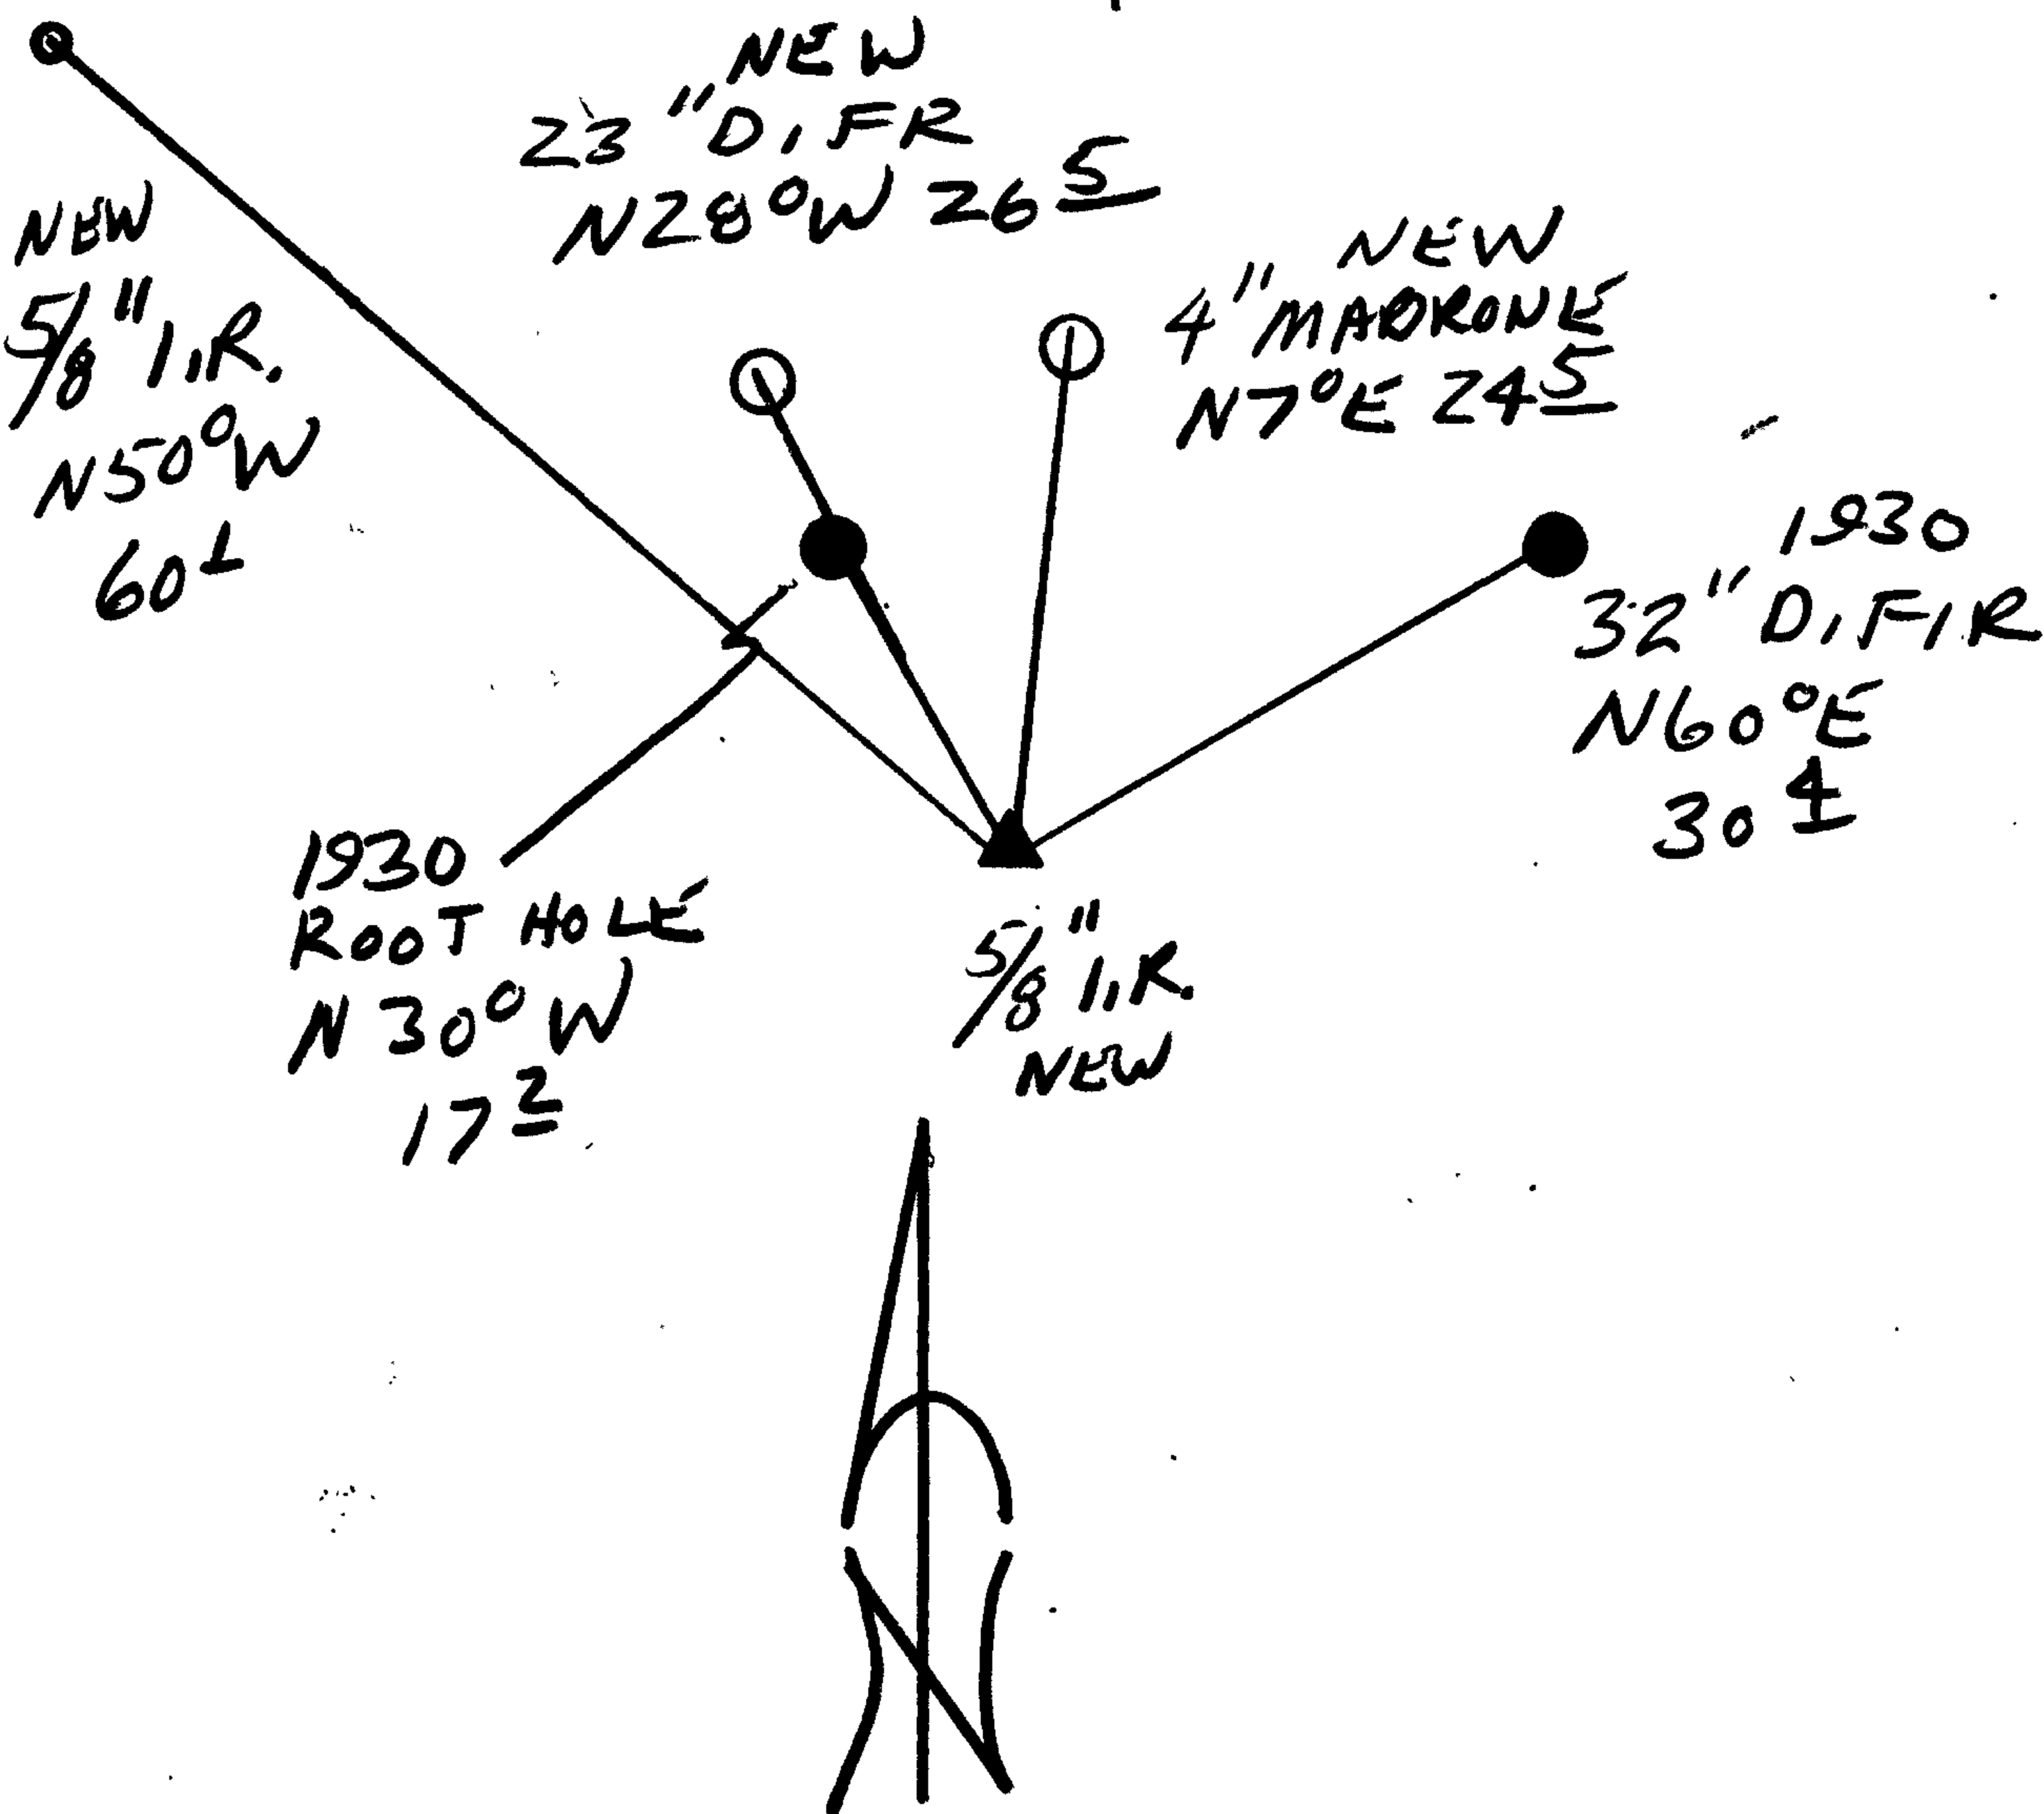 NEW
23" D. FR
N28°W 26 5
NEW
5/8" I.R.
N50°W
60 1
NEW
4" MADRONE
N7°E 24 5
1930
32" D. FIR
N60°E
30 4
1930
ROOT HOLE
N30°W
17 2
5/8" I.R.
NEW
N